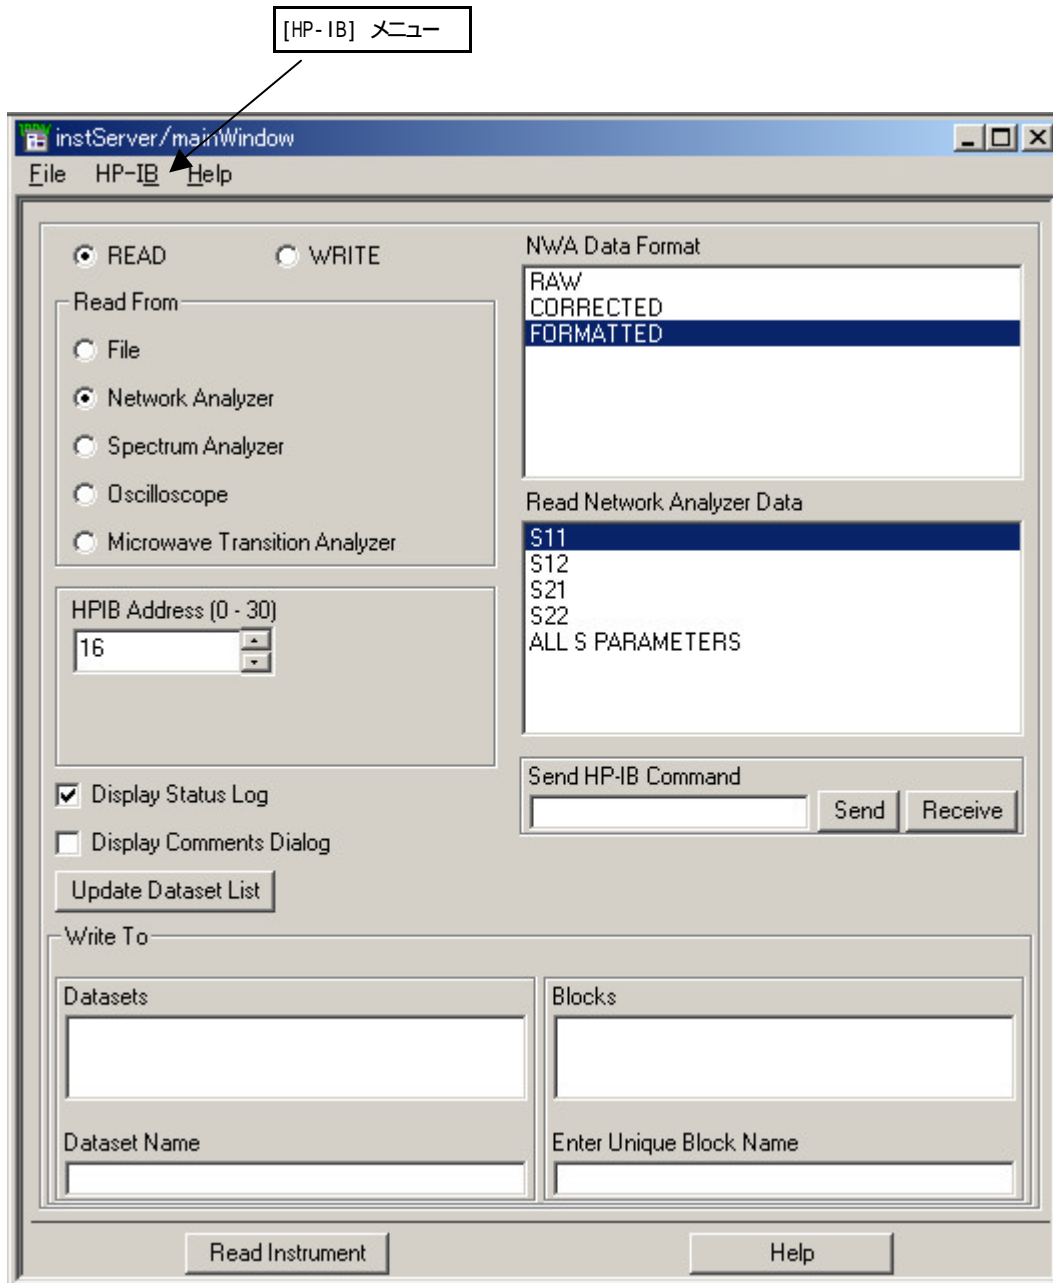 [HP-IB] メニュー
instServer/mainWindow
File HP-IB Help
READ WRITE
Read From
File
Network Analyzer
Spectrum Analyzer
Oscilloscope
Microwave Transition Analyzer
HPIB Address (0 - 30)
16
Display Status Log
Display Comments Dialog
Update Dataset List
NWA Data Format
RAW
CORRECTED
FORMATTED
Read Network Analyzer Data
S11
S12
S21
S22
ALL S PARAMETERS
Send HP-IB Command
Send Receive
Write To
Datasets
Dataset Name
Blocks
Enter Unique Block Name
Read Instrument Help